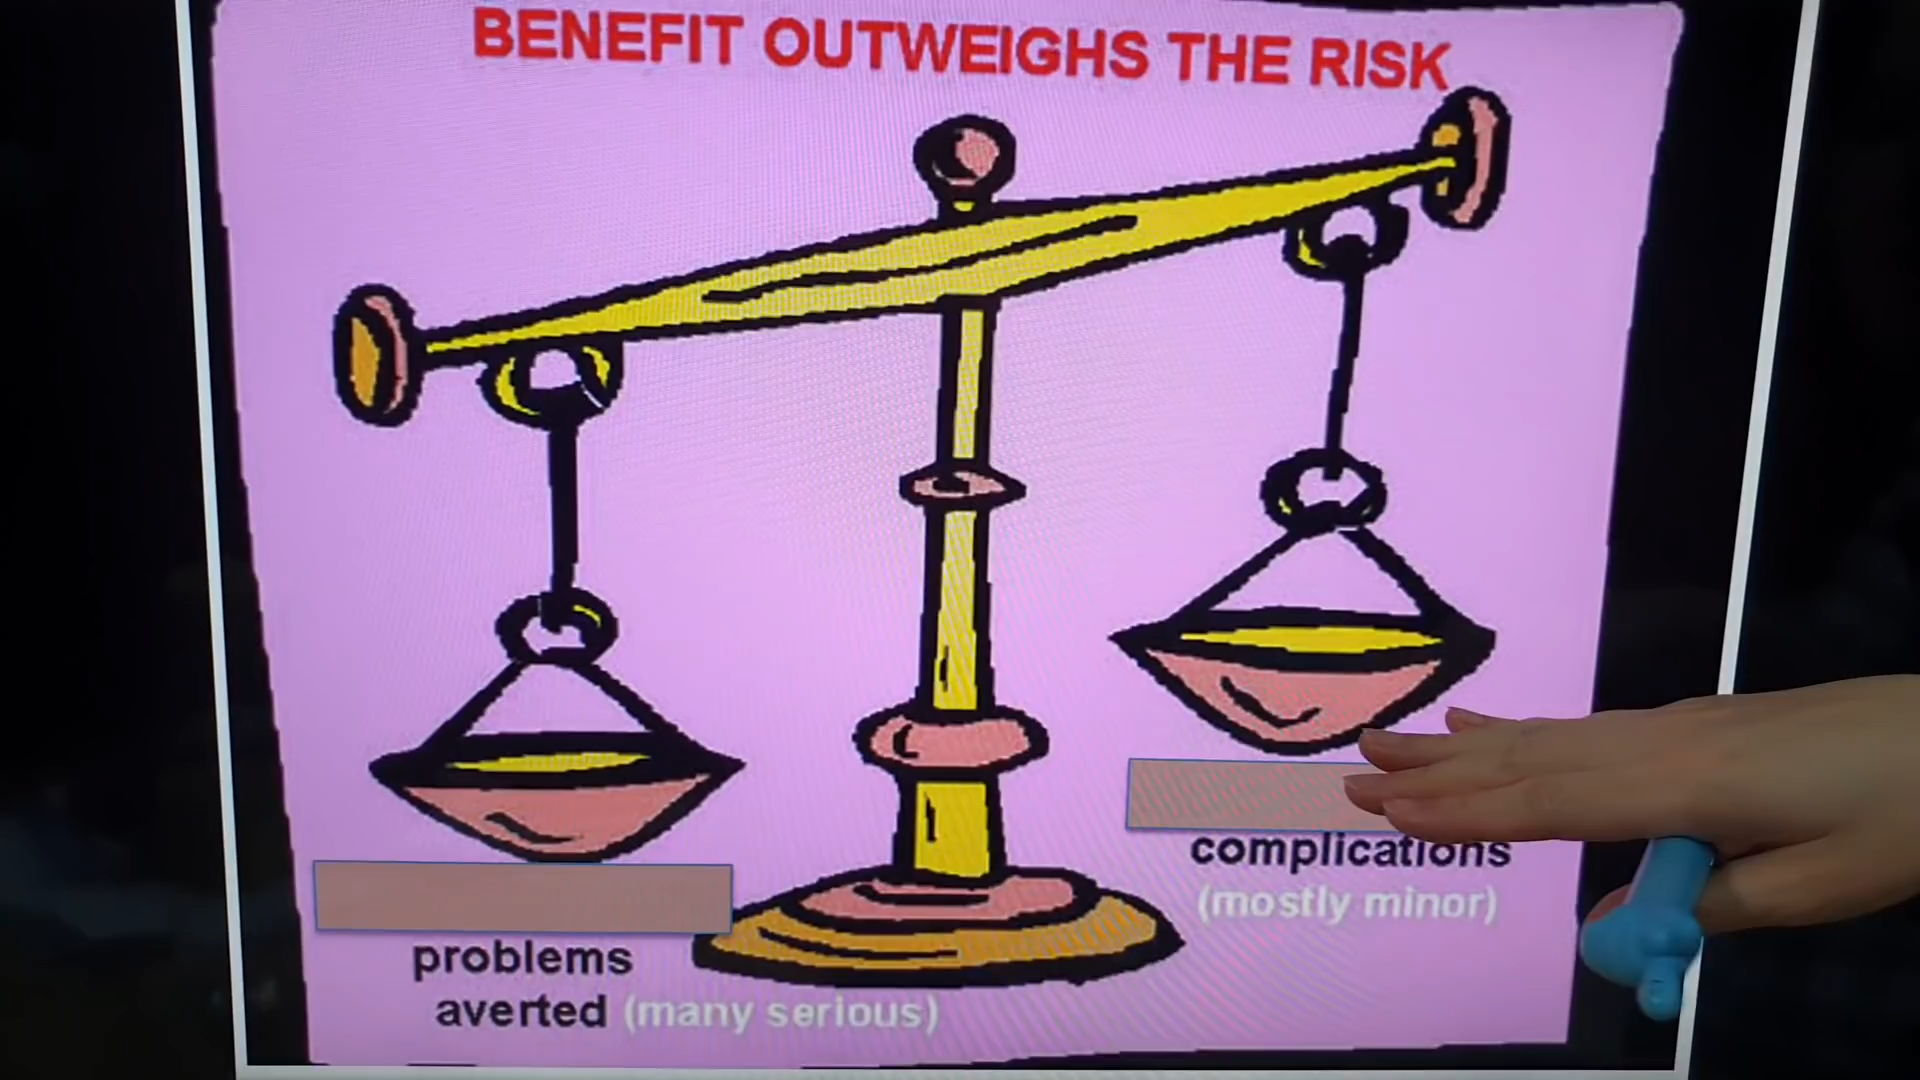 BENEFIT OUTWEIGHS THE RISK
complications
(mostly minor)
problems
averted (many serious)